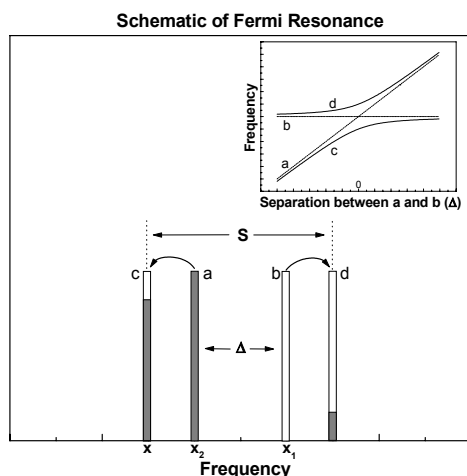 Schematic of Fermi Resonance
Frequency
d
b
c
a
0
Separation between a and b (Δ)
S
c
a
b
d
Δ
x
x₂
x₁
Frequency